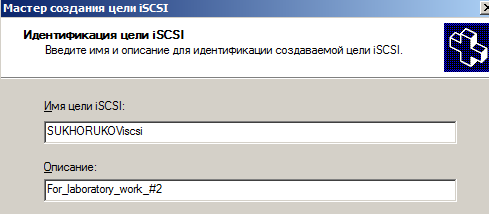 Мастер создания цели iSCSI
Идентификация цели iSCSI
Введите имя и описание для идентификации создаваемой цели iSCSI.
Имя цели iSCSI:
SUKHORUKOViscsi
Описание:
For_laboratory_work_#2